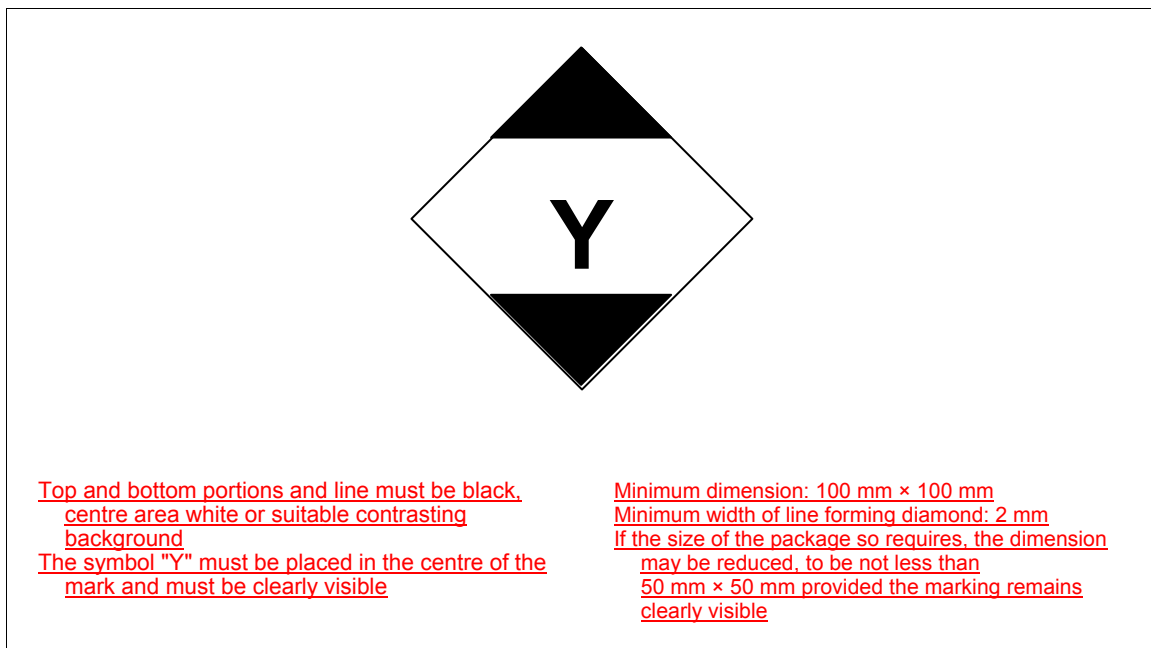 Y
Top and bottom portions and line must be black,
centre area white or suitable contrasting
background
The symbol "Y" must be placed in the centre of the
mark and must be clearly visible
Minimum dimension: 100 mm × 100 mm
Minimum width of line forming diamond: 2 mm
If the size of the package so requires, the dimension
may be reduced, to be not less than
50 mm × 50 mm provided the marking remains
clearly visible